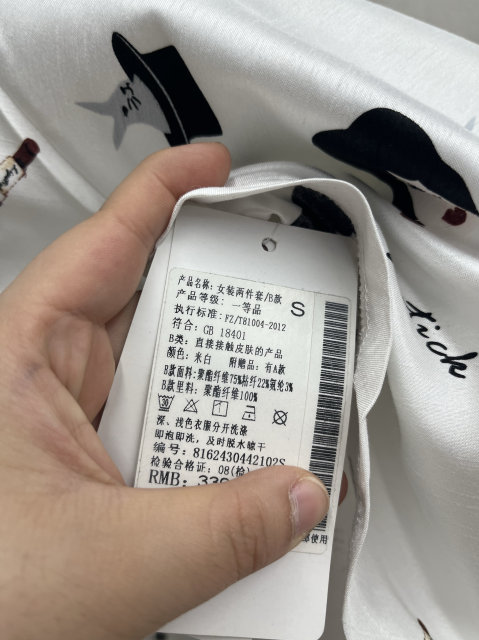 产品名称: 女装两件套/B款
产品等级: 一等品
S
执行标准: FZ/T81004-2012
符合: GB 18401
B类: 直接接触皮肤的产品
颜色: 米白 附赠品: 有A款
B款面料: 聚酯纤维75%粘纤22%氨纶3%
B款里料: 聚酯纤维100%
30
深、浅色衣服分开洗涤
即泡即洗, 及时脱水晾干
编号: 8162430442102S
检验合格证: 08(检)
RMB:
使用
tick